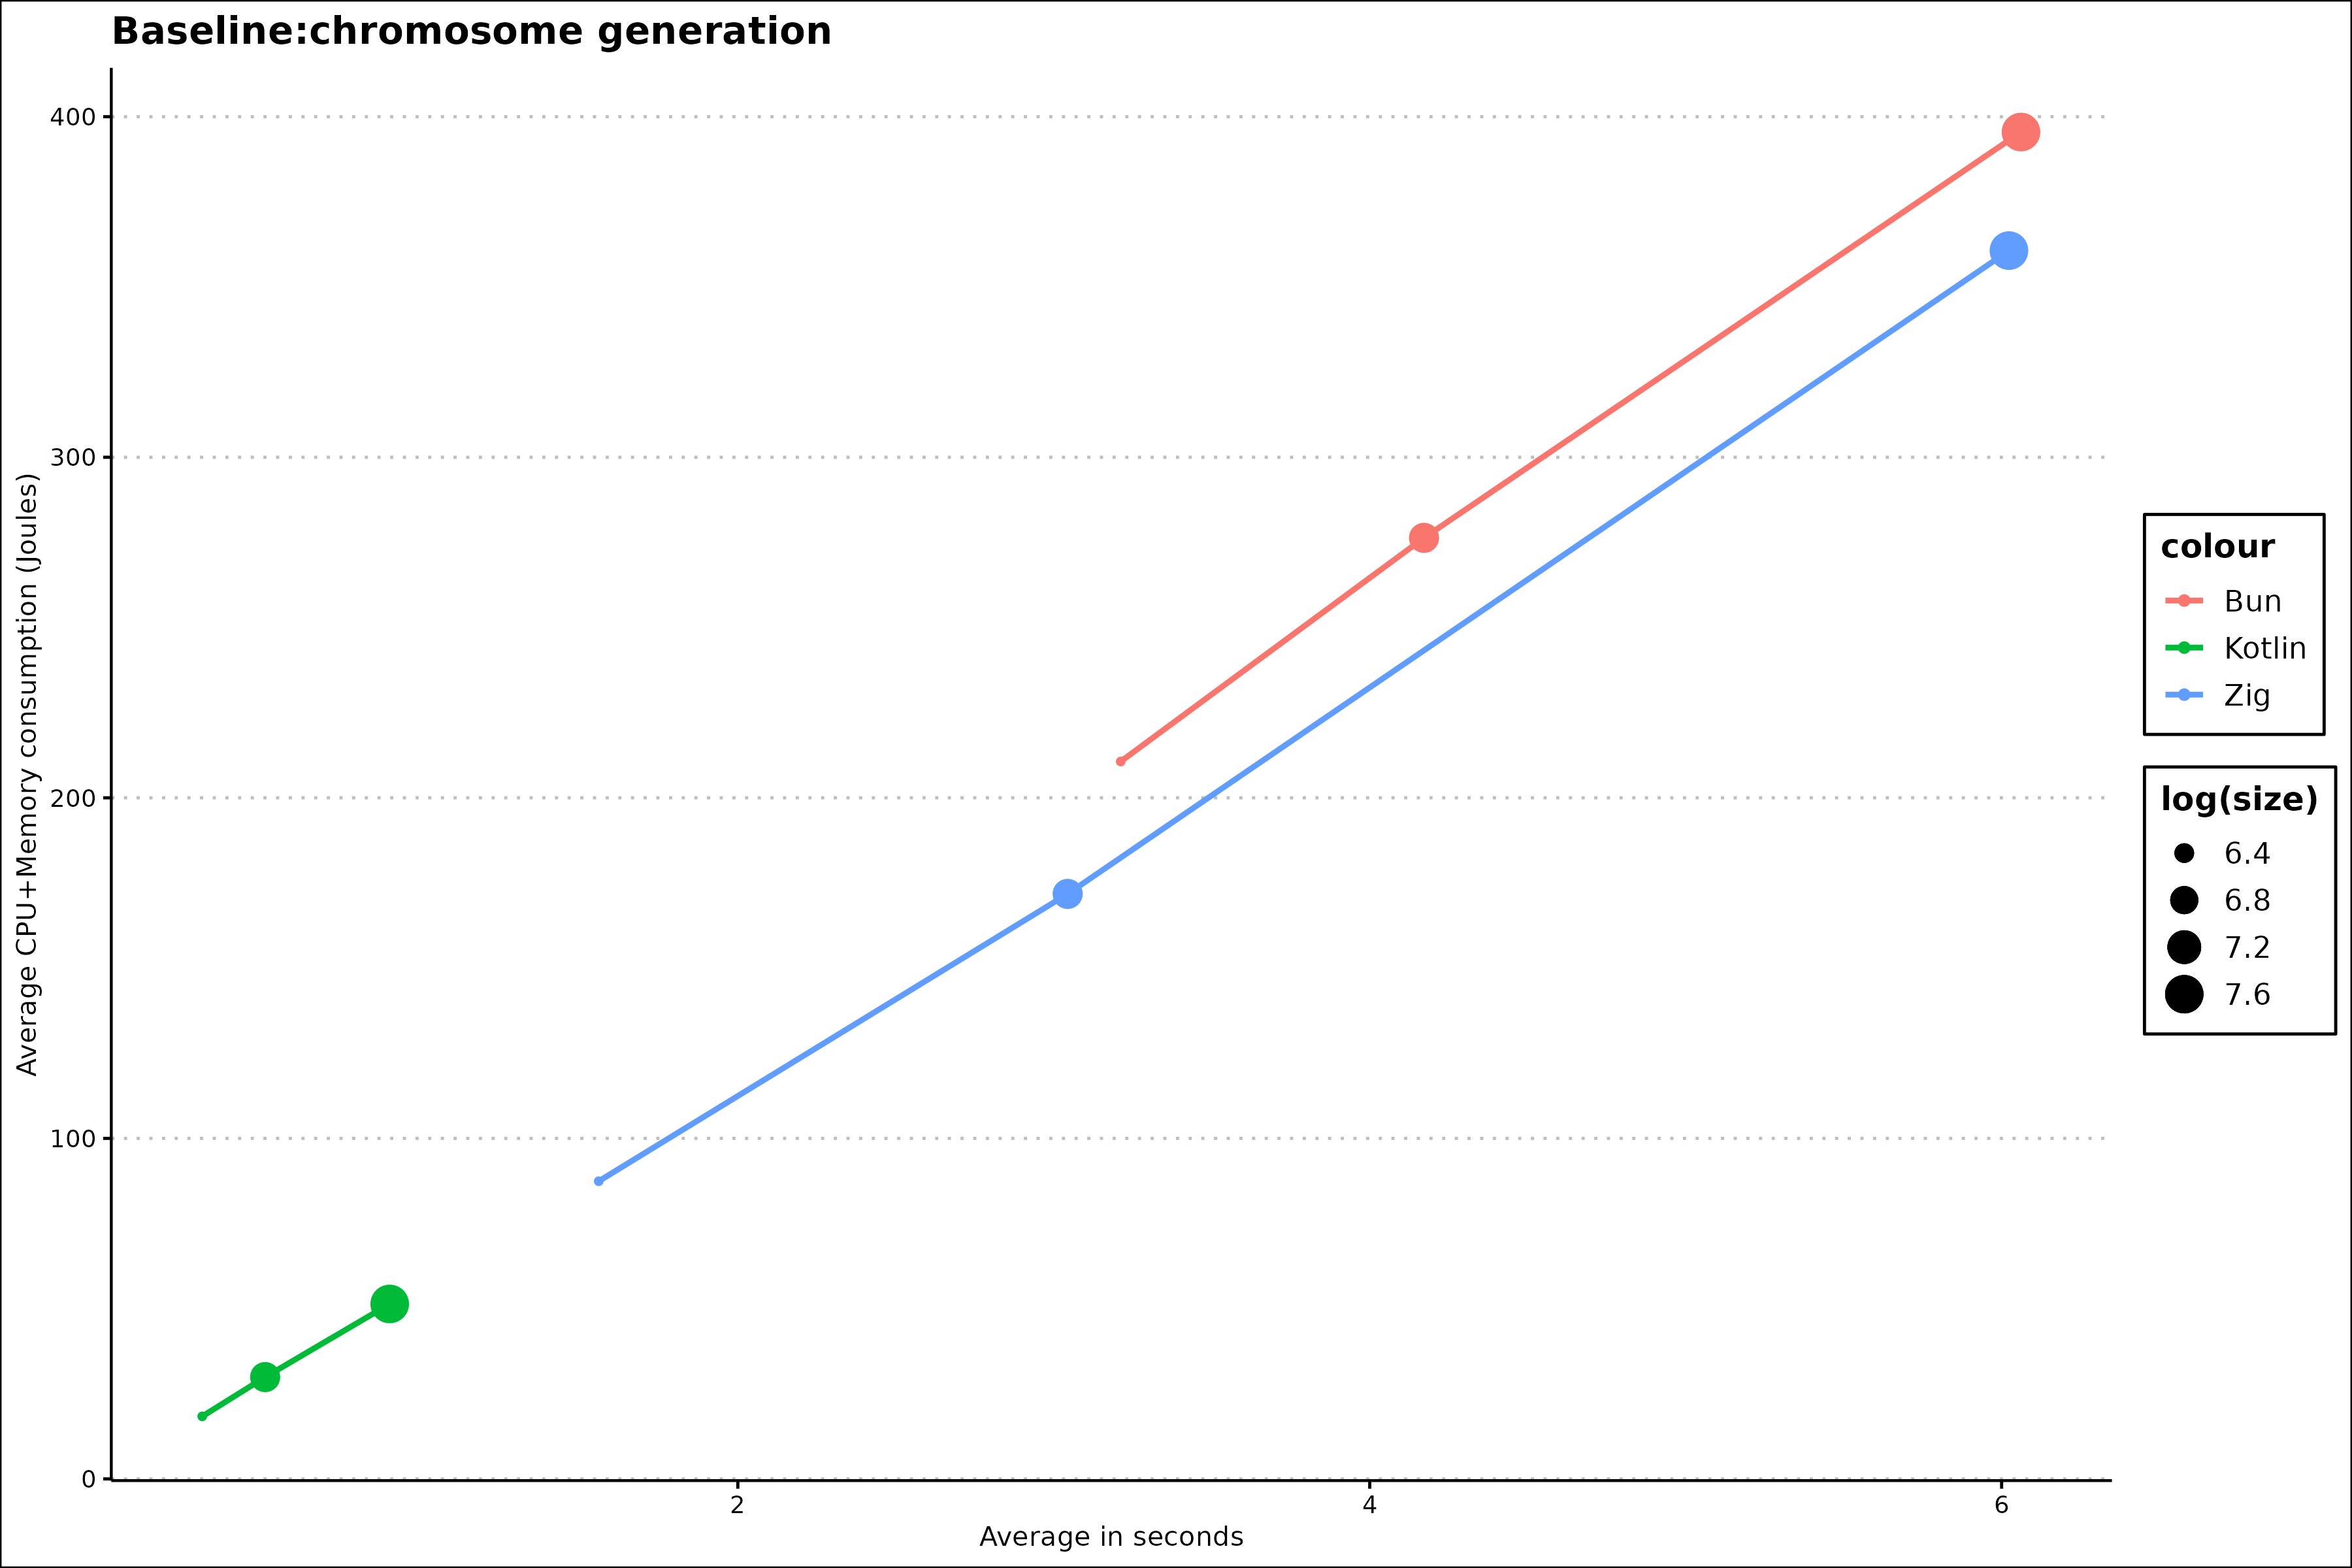 Baseline:chromosome generation
Average CPU+Memory consumption (Joules)
400
300
200
100
0
2
4
6
Average in seconds
colour
Bun
Kotlin
Zig
log(size)
6.4
6.8
7.2
7.6